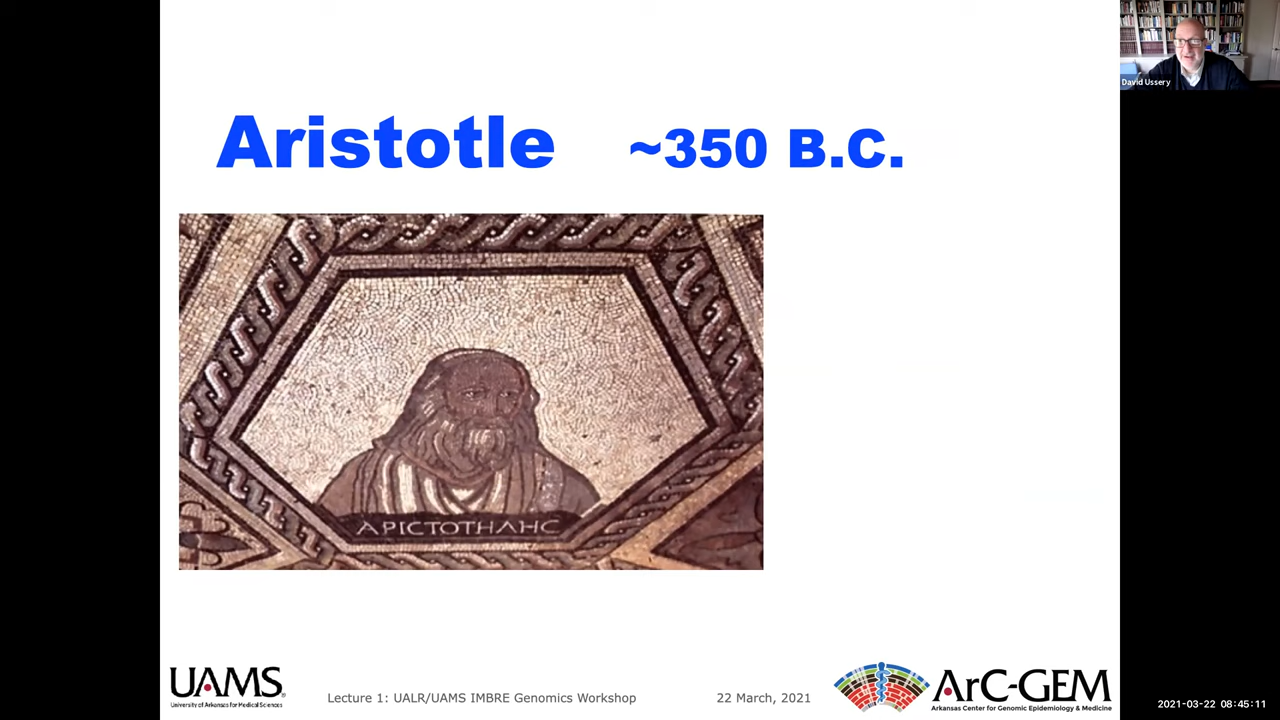 David Ussery
Aristotle ~350 B.C.
ΑΡΙCΤΟΤΗΛΗC
UAMS
University of Arkansas for Medical Sciences
Lecture 1: UALR/UAMS IMBRE Genomics Workshop
22 March, 2021
ArC-GEM
Arkansas Center for Genomic Epidemiology & Medicine
2021-03-22 08:45:11